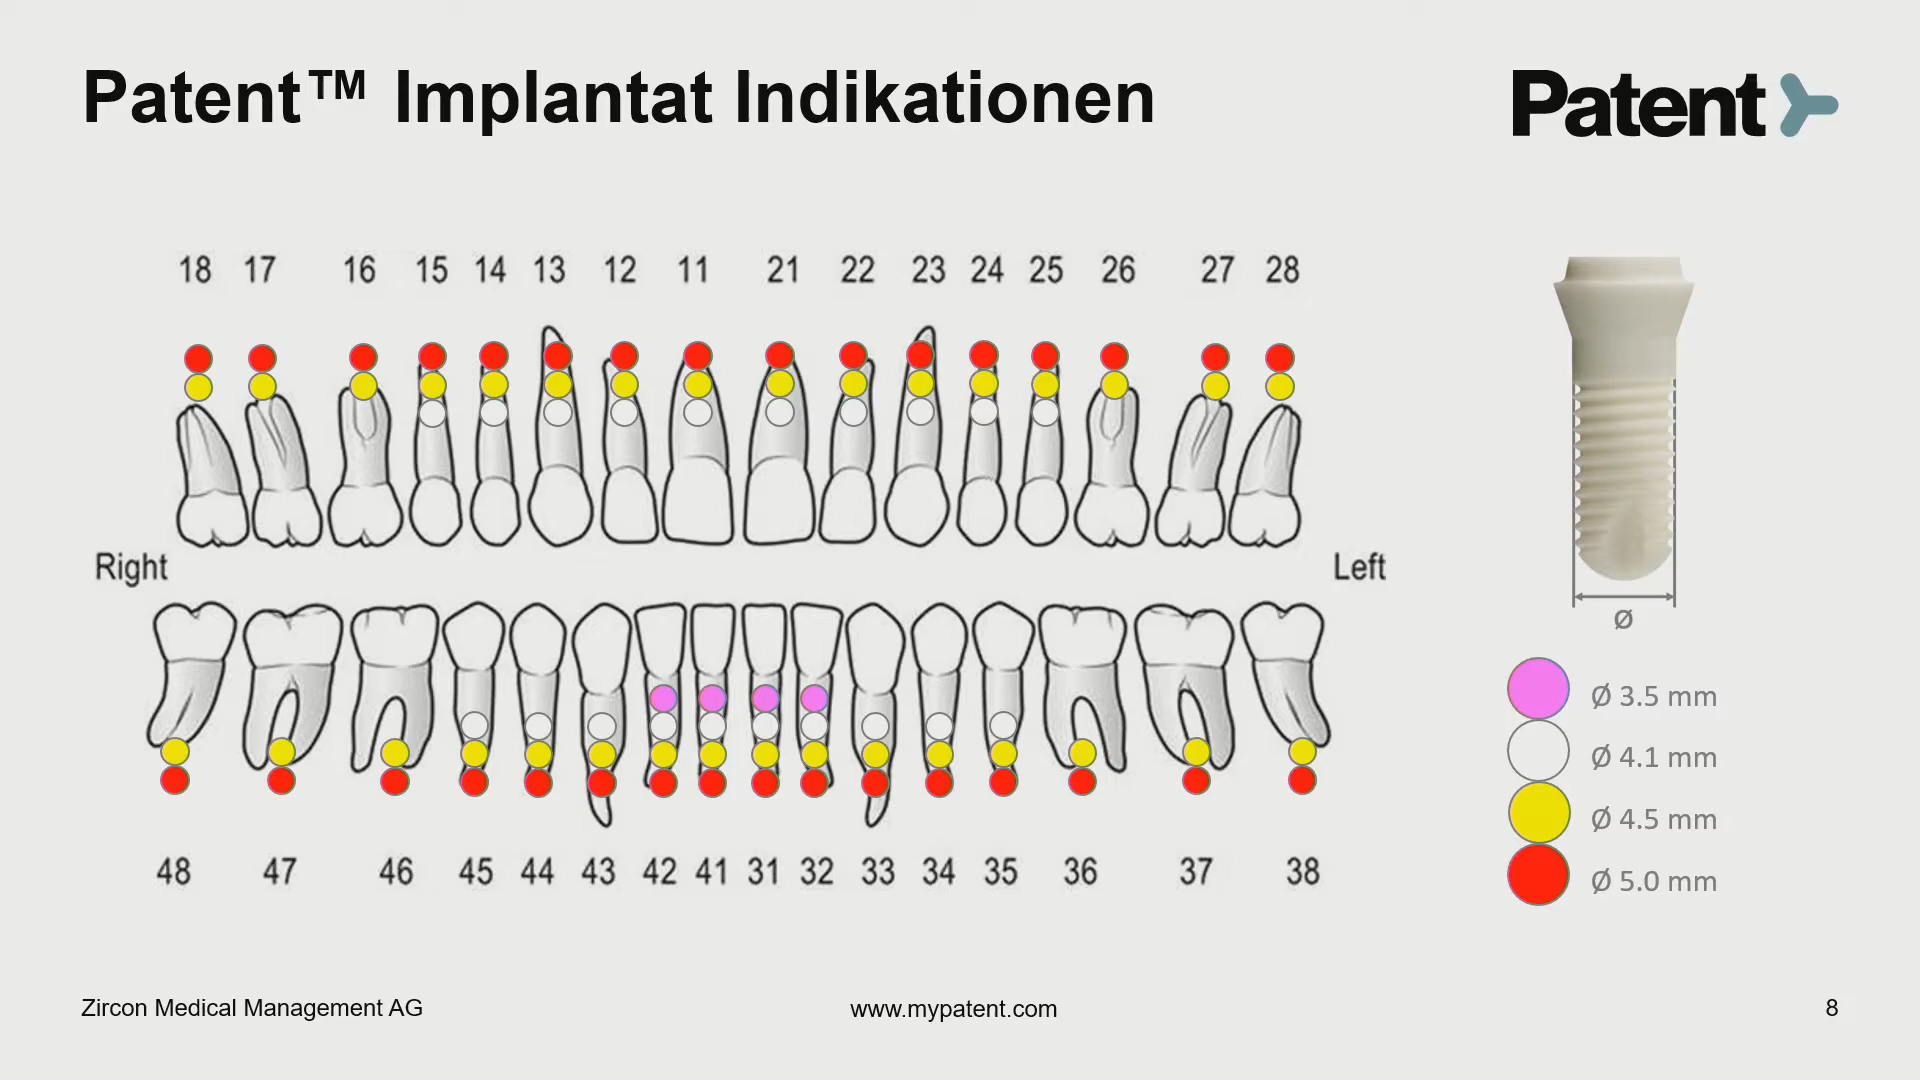 Patent™ Implantat Indikationen
Patent
18 17 16 15 14 13 12 11 21 22 23 24 25 26 27 28
Right
Left
48 47 46 45 44 43 42 41 31 32 33 34 35 36 37 38
Ø
Ø 3.5 mm
Ø 4.1 mm
Ø 4.5 mm
Ø 5.0 mm
Zircon Medical Management AG
www.mypatent.com
8